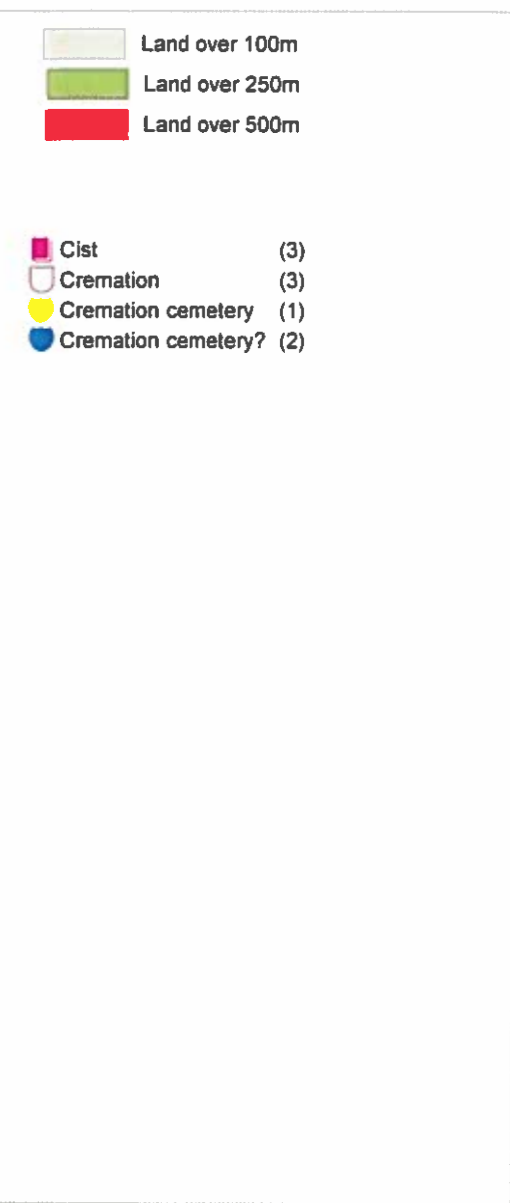 Land over 100m
Land over 250m
Land over 500m
Cist (3)
Cremation (3)
Cremation cemetery (1)
Cremation cemetery? (2)